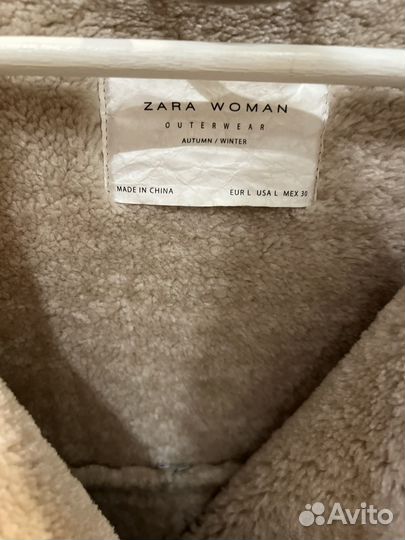 ZARA WOMAN
OUTERWEAR
AUTUMN / WINTER
MADE IN CHINA EUR L USA L MEX 30
Avito